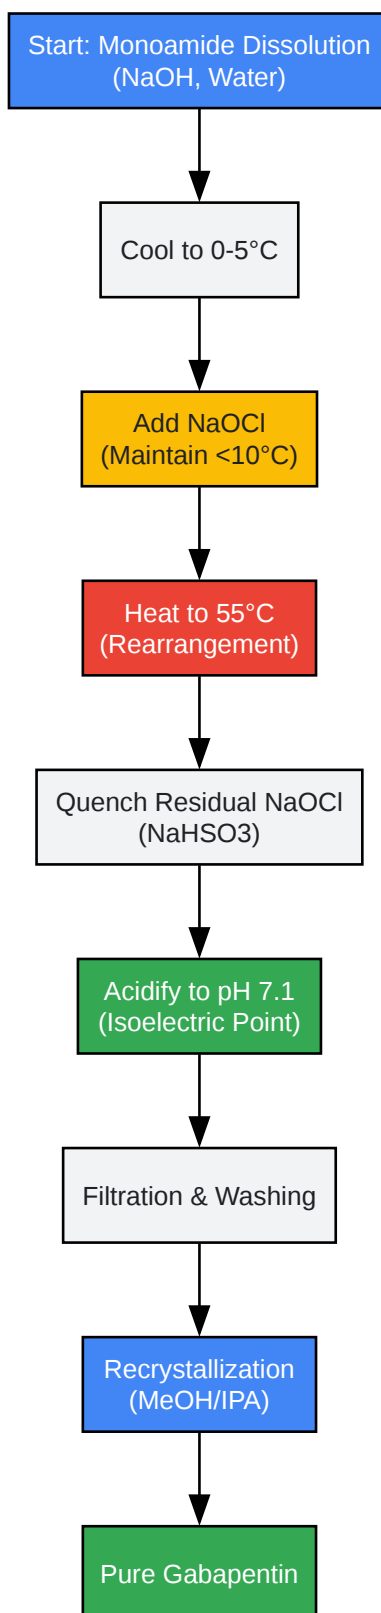 Start: Monoamide Dissolution
(NaOH, Water)
Cool to 0-5°C
Add NaOCl
(Maintain <10°C)
Heat to 55°C
(Rearrangement)
Quench Residual NaOCl
(NaHSO3)
Acidify to pH 7.1
(Isoelectric Point)
Filtration & Washing
Recrystallization
(MeOH/IPA)
Pure Gabapentin